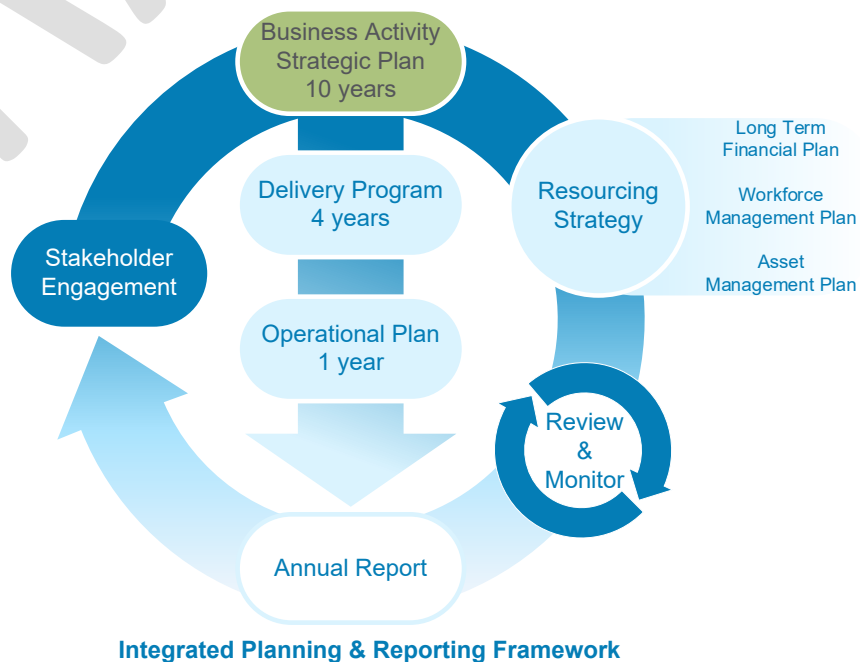 Business Activity
Strategic Plan
10 years
Delivery Program
4 years
Resourcing
Strategy
Long Term
Financial Plan
Workforce
Management Plan
Asset
Management Plan
Stakeholder
Engagement
Operational Plan
1 year
Review
&
Monitor
Annual Report
Integrated Planning & Reporting Framework